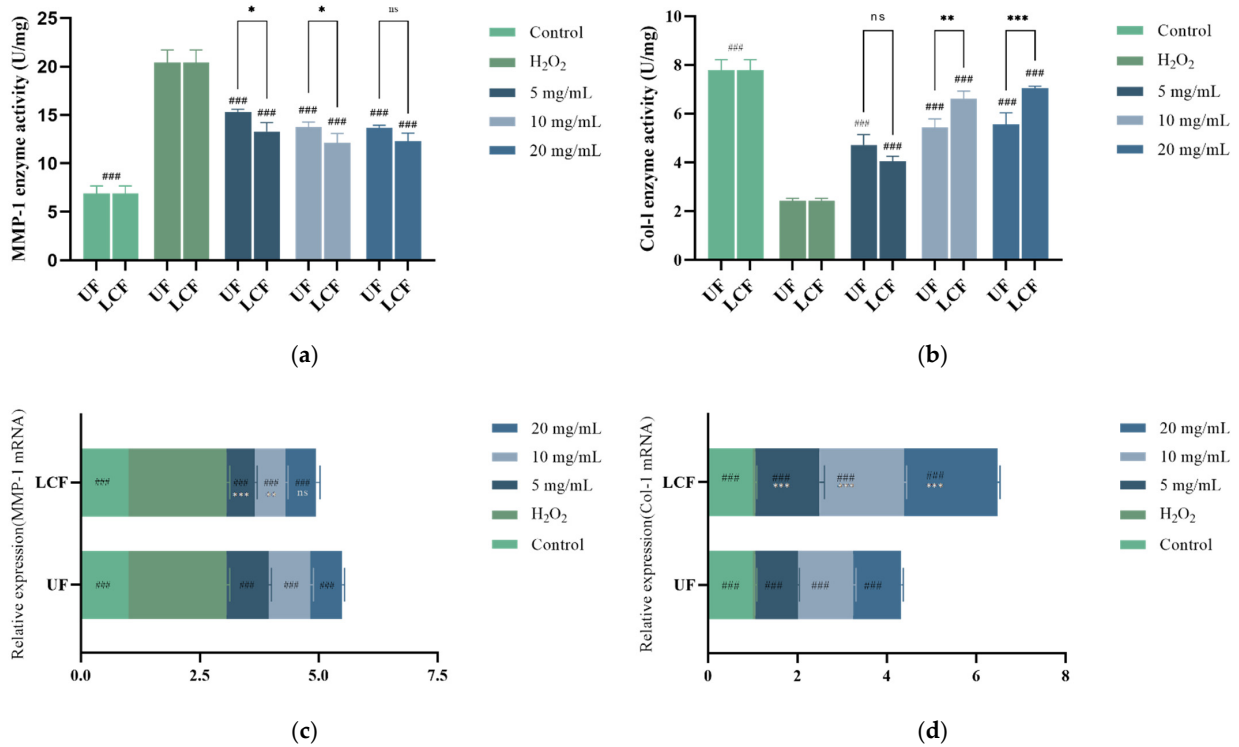 MMP-1 enzyme activity (U/mg)
25
20
15
10
5
0
###
###
###
###
###
###
###
*
*
ns
UF
LCF
UF
LCF
UF
LCF
UF
LCF
UF
LCF
Control
H₂O₂
5 mg/mL
10 mg/mL
20 mg/mL
(a)
Col-I enzyme activity (U/mg)
10
8
6
4
2
0
###
###
###
###
###
###
###
ns
**
***
UF
LCF
UF
LCF
UF
LCF
UF
LCF
UF
LCF
Control
H₂O₂
5 mg/mL
10 mg/mL
20 mg/mL
(b)
Relative expression(MMP-1 mRNA)
LCF
UF
###
###
***
###
**
###
ns
###
###
###
###
0.0
2.5
5.0
7.5
20 mg/mL
10 mg/mL
5 mg/mL
H₂O₂
Control
(c)
Relative expression(Col-1 mRNA)
LCF
UF
###
###
***
###
***
###
***
###
###
###
###
0
2
4
6
8
20 mg/mL
10 mg/mL
5 mg/mL
H₂O₂
Control
(d)